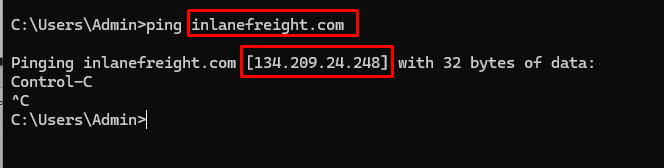 C:\Users\Admin>ping inlanefreight.com
Pinging inlanefreight.com [134.209.24.248] with 32 bytes of data:
Control-C
^C
C:\Users\Admin>